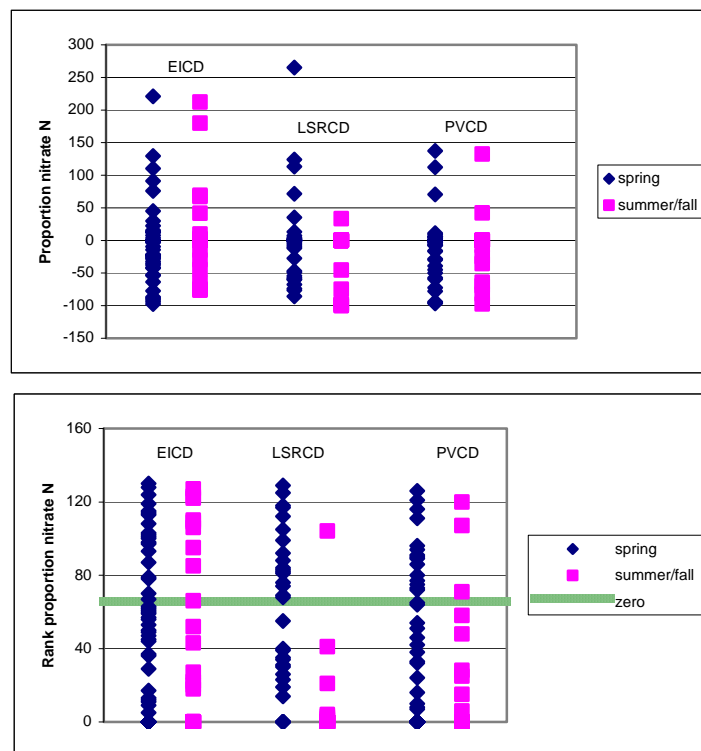 300
250
200
150
100
50
0
-50
-100
-150
Proportion nitrate N
EICD
LSRCD
PVCD
spring
summer/fall
160
120
80
40
0
Rank proportion nitrate N
EICD
LSRCD
PVCD
spring
summer/fall
zero